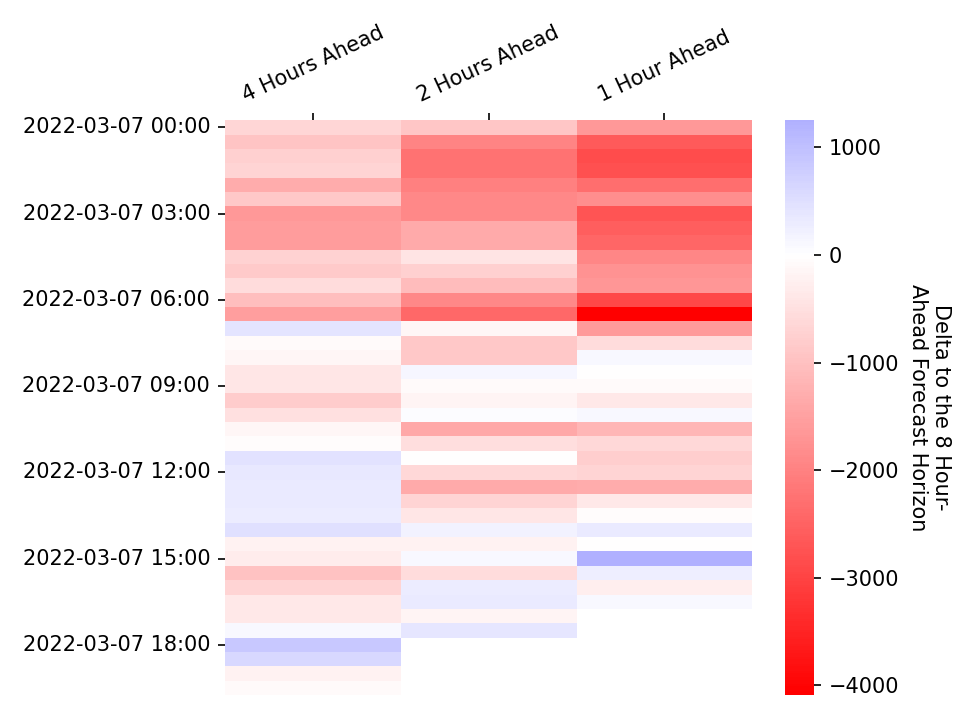 4 Hours Ahead
2 Hours Ahead
1 Hour Ahead
2022-03-07 00:00
2022-03-07 03:00
2022-03-07 06:00
2022-03-07 09:00
2022-03-07 12:00
2022-03-07 15:00
2022-03-07 18:00
1000
0
−1000
−2000
−3000
−4000
Delta to the 8 Hour-
Ahead Forecast Horizon